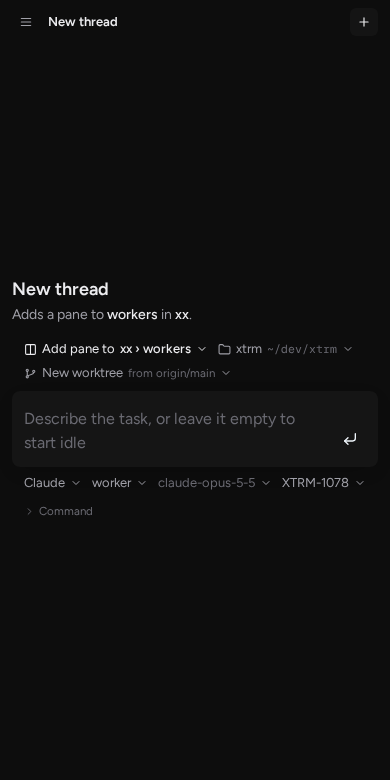 New thread
New thread
Adds a pane to workers in xx.
Add pane to xx › workers xtrm ~/dev/xtrm
New worktree from origin/main
Describe the task, or leave it empty to
start idle
Claude worker claude-opus-5-5 XTRM-1078
Command